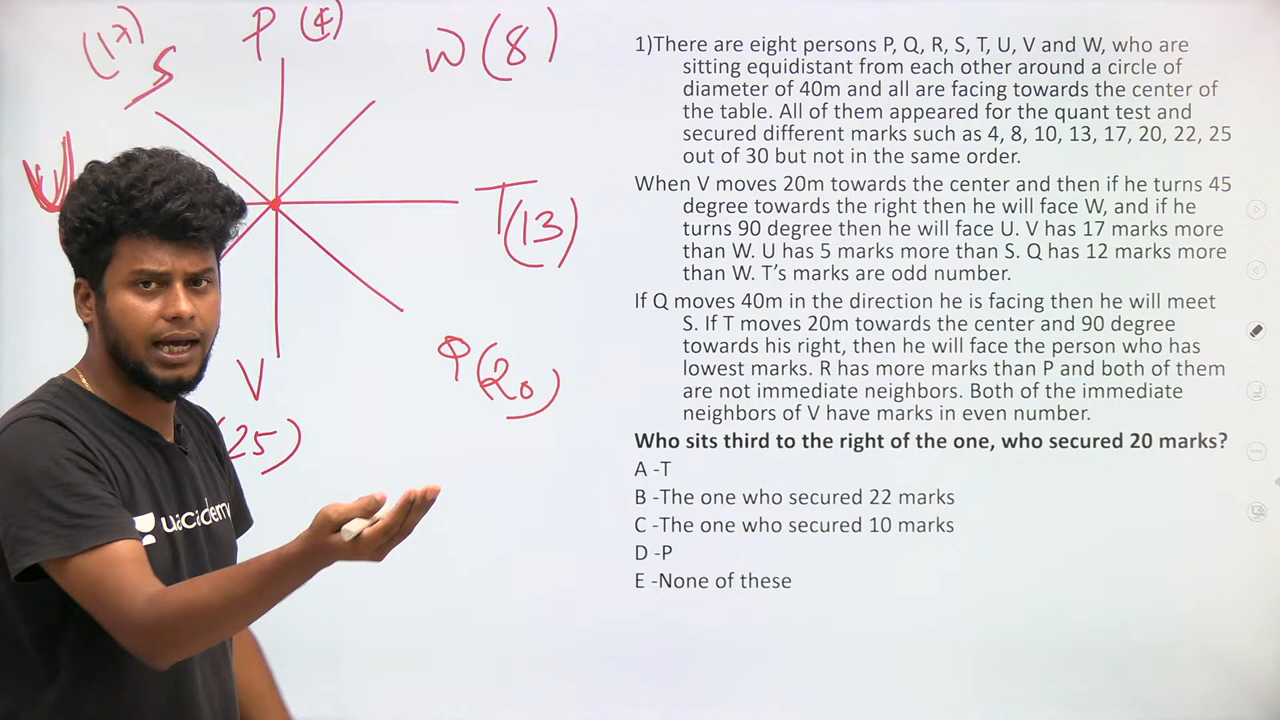 P (4)
(17)
S
W (8)
U
T (13)
Q (20)
V
(25)
unacademy
1)There are eight persons P, Q, R, S, T, U, V and W, who are
sitting equidistant from each other around a circle of
diameter of 40m and all are facing towards the center of
the table. All of them appeared for the quant test and
secured different marks such as 4, 8, 10, 13, 17, 20, 22, 25
out of 30 but not in the same order.
When V moves 20m towards the center and then if he turns 45
degree towards the right then he will face W, and if he
turns 90 degree then he will face U. V has 17 marks more
than W. U has 5 marks more than S. Q has 12 marks more
than W. T’s marks are odd number.
If Q moves 40m in the direction he is facing then he will meet
S. If T moves 20m towards the center and 90 degree
towards his right, then he will face the person who has
lowest marks. R has more marks than P and both of them
are not immediate neighbors. Both of the immediate
neighbors of V have marks in even number.
Who sits third to the right of the one, who secured 20 marks?
A -T
B -The one who secured 22 marks
C -The one who secured 10 marks
D -P
E -None of these